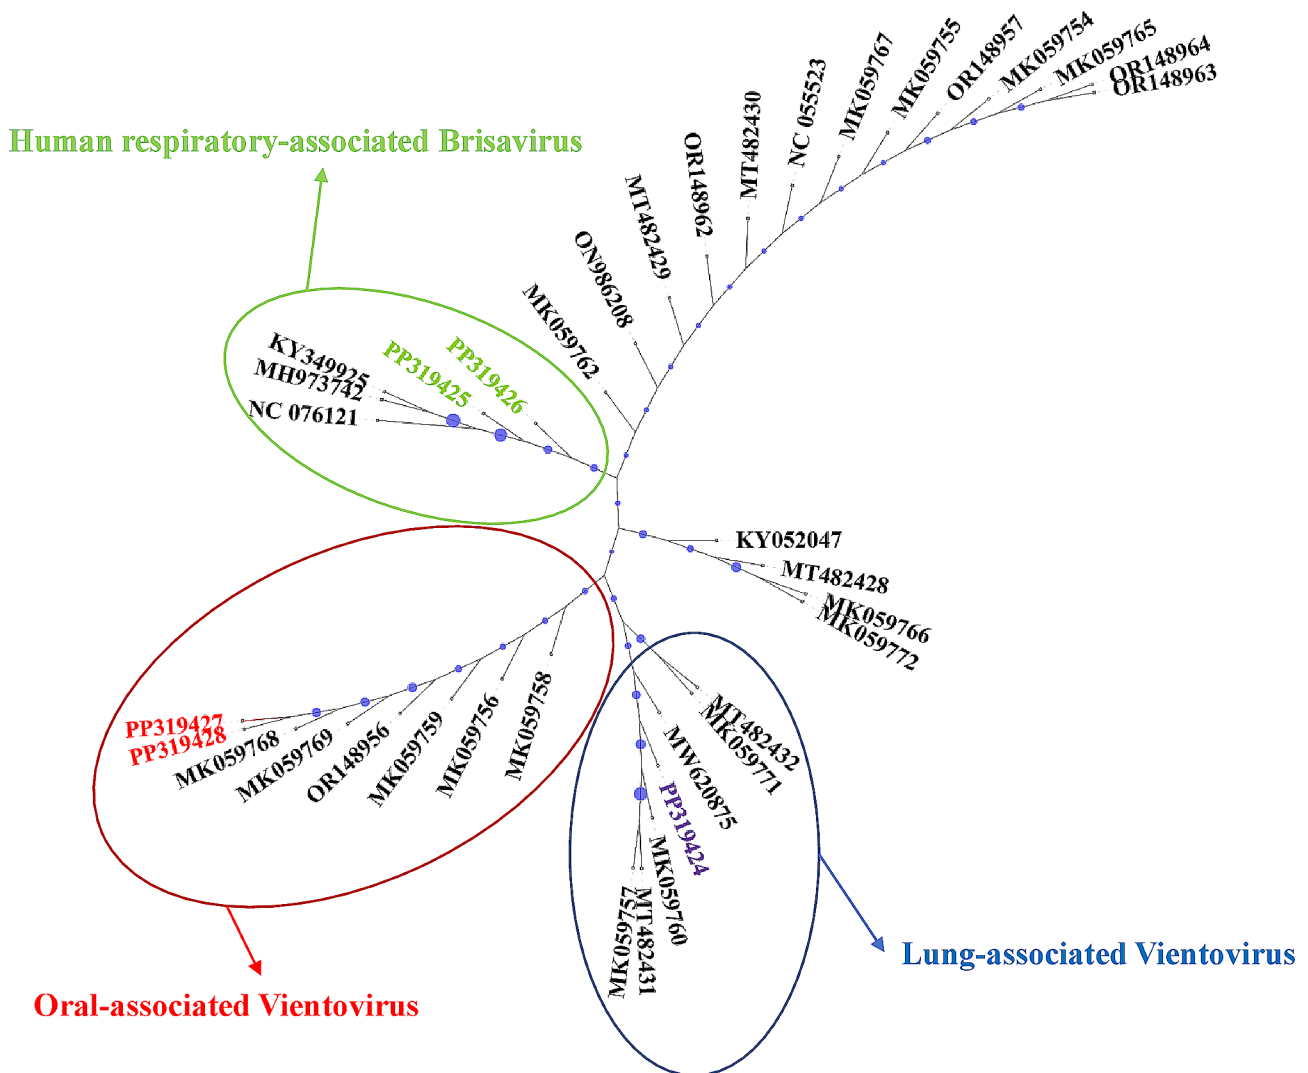 Human respiratory-associated Brisavirus
MK059762
ON986208
MT482429
OR148962
MT482430
NC 055523
MK059767
MK059755
OR148957
MK059754
MK059765
OR148964
OR148963
KY349925
MH973742
NC 076121
PP319425
PP319426
KY052047
MT482428
MK059766
MK059772
PP319427
PP319428
MK059768
MK059769
OR148956
MK059759
MK059756
MK059758
MT482432
MK059771
MW620875
PP319424
MK059760
MT482431
MK059757
Lung-associated Vientovirus
Oral-associated Vientovirus